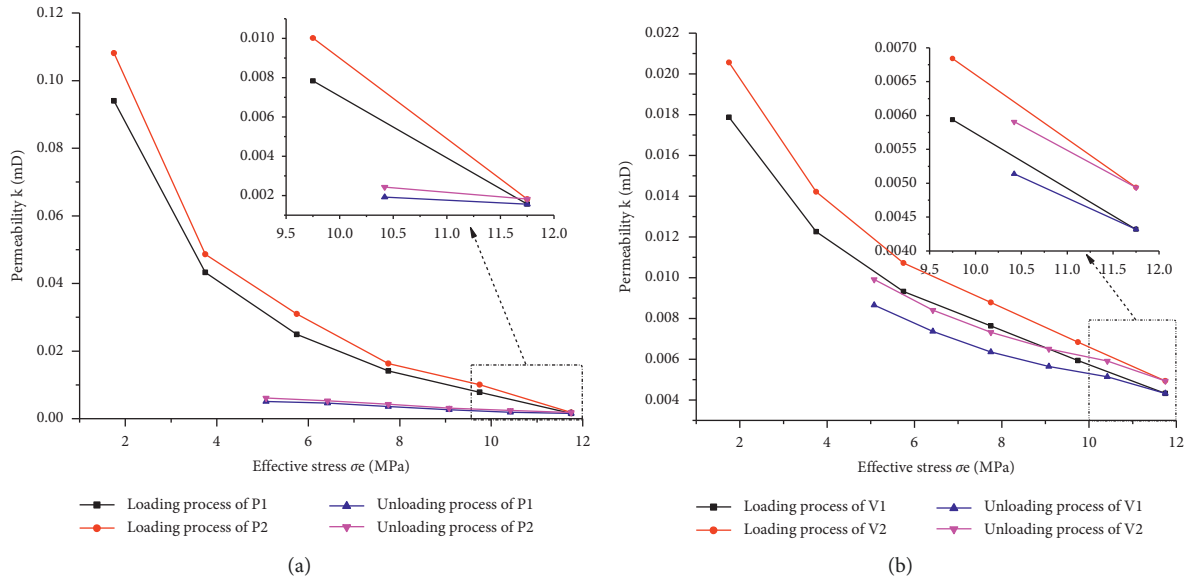 0.12
0.10
0.08
0.06
0.04
0.02
0.00
Permeability k (mD)
2 4 6 8 10 12
Effective stress σe (MPa)
0.010
0.008
0.006
0.004
0.002
9.5 10.0 10.5 11.0 11.5 12.0
Loading process of P1
Loading process of P2
Unloading process of P1
Unloading process of P2
(a)
0.022
0.020
0.018
0.016
0.014
0.012
0.010
0.008
0.006
0.004
Permeability k (mD)
2 4 6 8 10 12
Effective stress σe (MPa)
0.0070
0.0065
0.0060
0.0055
0.0050
0.0045
0.0040
9.5 10.0 10.5 11.0 11.5 12.0
Loading process of V1
Loading process of V2
Unloading process of V1
Unloading process of V2
(b)